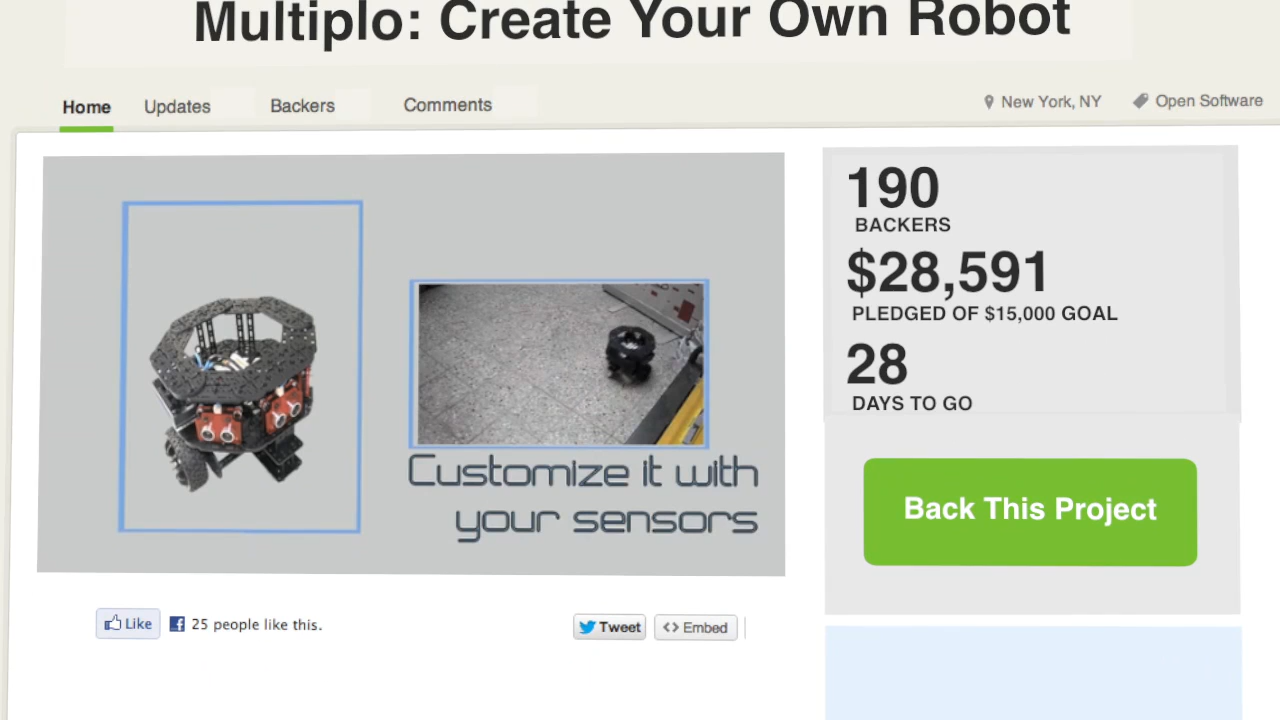 Multiplo: Create Your Own Robot
Home Updates Backers Comments New York, NY Open Software
190
BACKERS
$28,591
PLEDGED OF $15,000 GOAL
28
DAYS TO GO
Customize it with
your sensors
Back This Project
Like 25 people like this. Tweet Embed